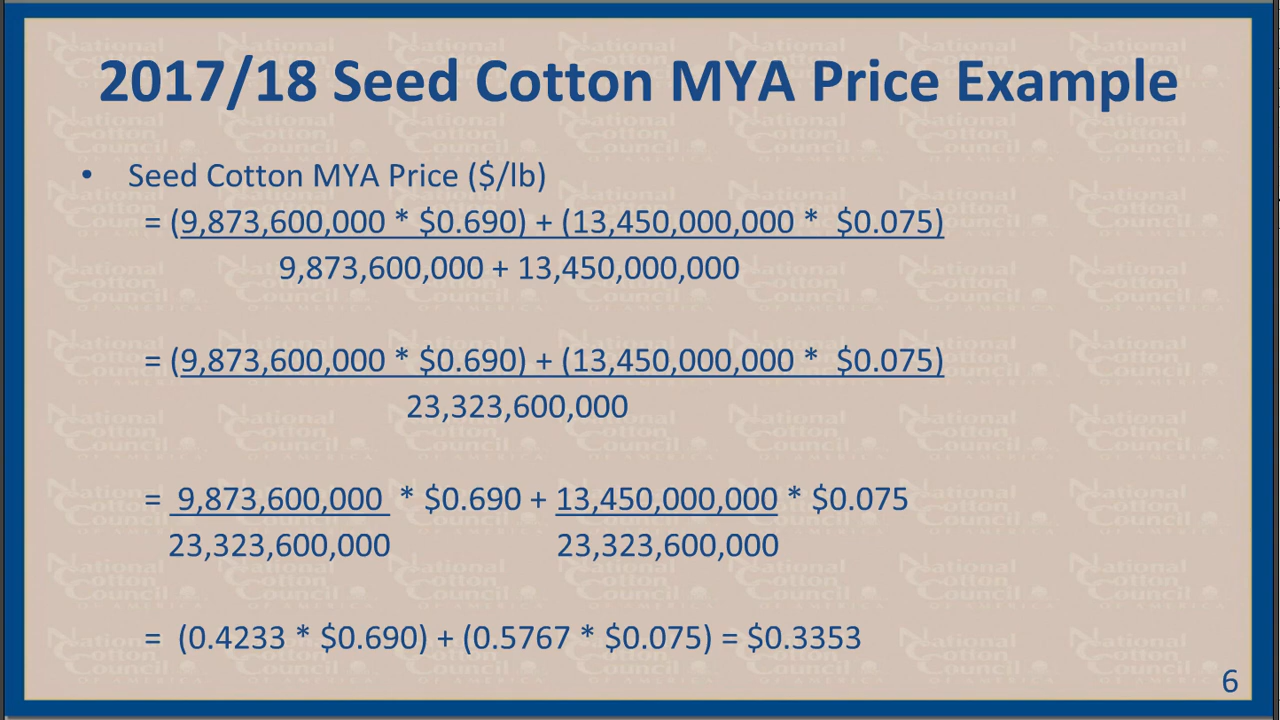 2017/18 Seed Cotton MYA Price Example
• Seed Cotton MYA Price ($/lb)
= (9,873,600,000 * $0.690) + (13,450,000,000 * $0.075)
9,873,600,000 + 13,450,000,000
= (9,873,600,000 * $0.690) + (13,450,000,000 * $0.075)
23,323,600,000
= 9,873,600,000 * $0.690 + 13,450,000,000 * $0.075
23,323,600,000 23,323,600,000
= (0.4233 * $0.690) + (0.5767 * $0.075) = $0.3353
6